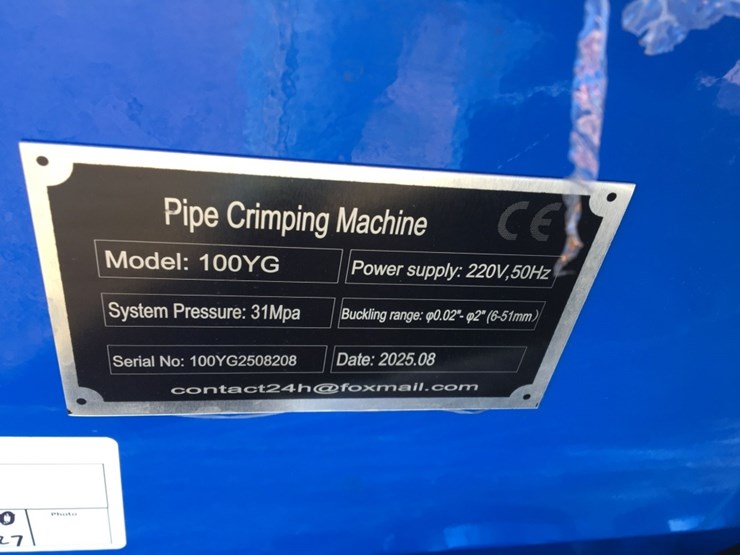 Pipe Crimping Machine
CE
Model: 100YG
Power supply: 220V,50Hz
System Pressure: 31Mpa
Buckling range: φ0.02"- φ2" (6-51mm)
Serial No: 100YG2508208
Date: 2025.08
contact24h@foxmail.com
Photo
27